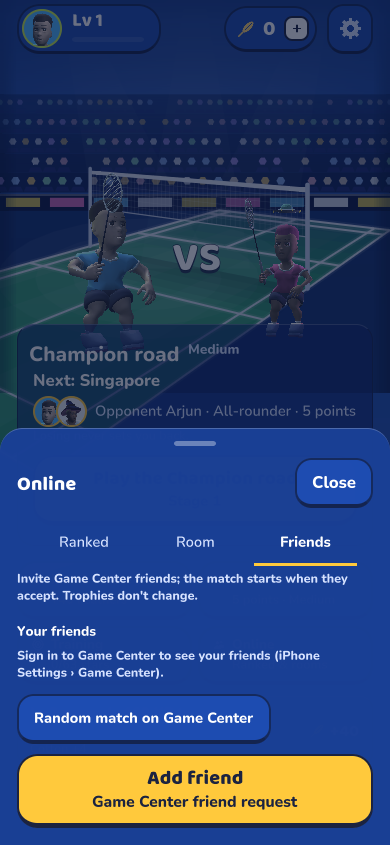 Lv 1
0
+
VS
Champion road Medium
Next: Singapore
Opponent Arjun · All-rounder · 5 points
Online
Close
Ranked Room Friends
Invite Game Center friends; the match starts when they
accept. Trophies don't change.
Your friends
Sign in to Game Center to see your friends (iPhone
Settings › Game Center).
Random match on Game Center
Add friend
Game Center friend request